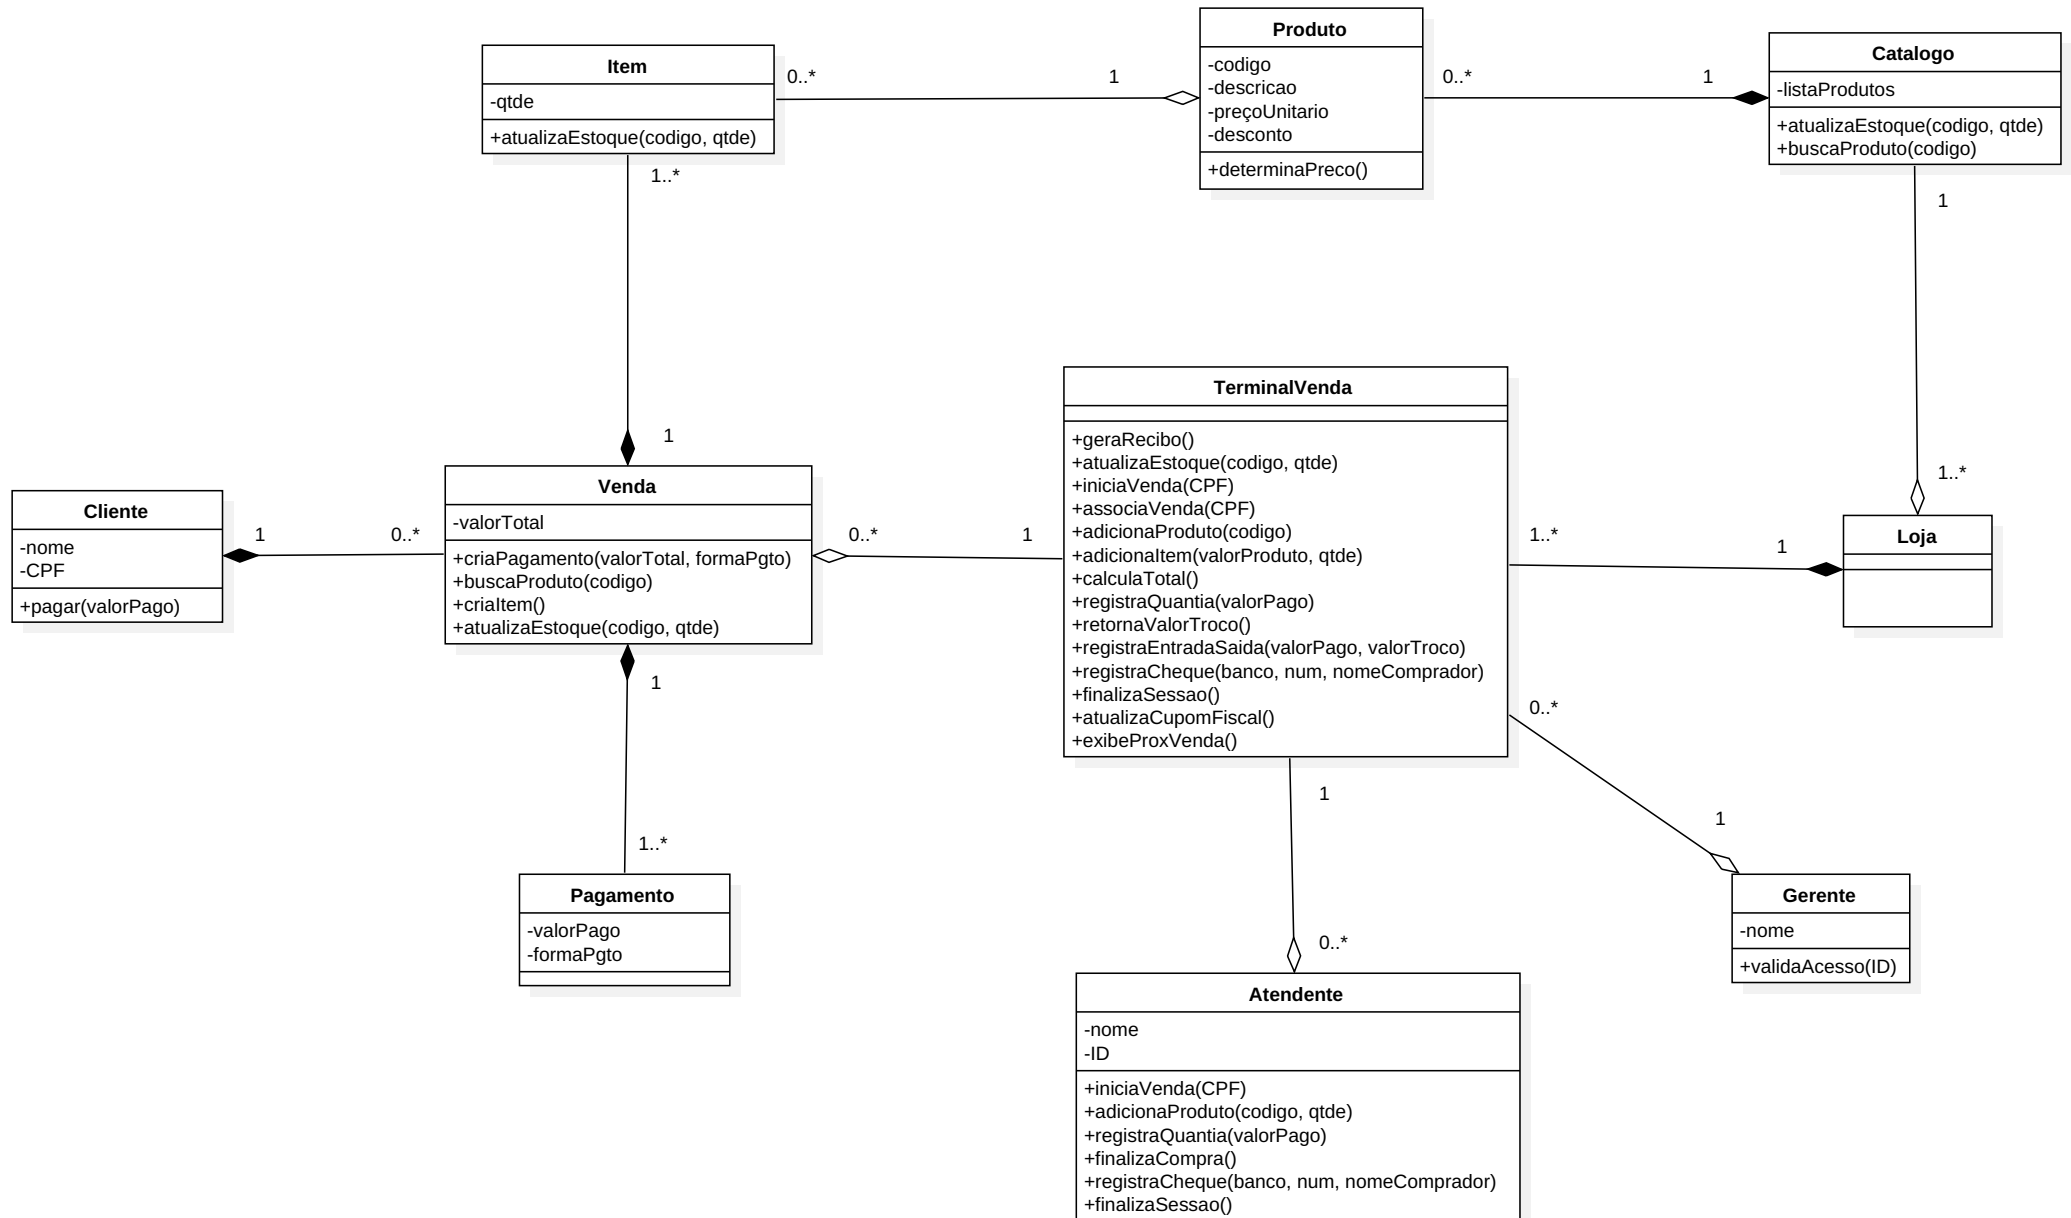 Produto
-codigo
-descricao
-preçoUnitario
-desconto
+determinaPreco()
Item
-qtde
+atualizaEstoque(codigo, qtde)
Catalogo
-listaProdutos
+atualizaEstoque(codigo, qtde)
+buscaProduto(codigo)
0..*
1
0..*
1
1..*
1
1
1..*
TerminalVenda
+geraRecibo()
+atualizaEstoque(codigo, qtde)
+iniciaVenda(CPF)
+associaVenda(CPF)
+adicionaProduto(codigo)
+adicionaItem(valorProduto, qtde)
+calculaTotal()
+registraQuantia(valorPago)
+retornaValorTroco()
+registraEntradaSaida(valorPago, valorTroco)
+registraCheque(banco, num, nomeComprador)
+finalizaSessao()
+atualizaCupomFiscal()
+exibeProxVenda()
Cliente
-nome
-CPF
+pagar(valorPago)
1
0..*
Venda
-valorTotal
+criaPagamento(valorTotal, formaPgto)
+buscaProduto(codigo)
+criaItem()
+atualizaEstoque(codigo, qtde)
0..*
1
1..*
1
Loja
1
1..*
0..*
1
1
0..*
Pagamento
-valorPago
-formaPgto
Gerente
-nome
+validaAcesso(ID)
Atendente
-nome
-ID
+iniciaVenda(CPF)
+adicionaProduto(codigo, qtde)
+registraQuantia(valorPago)
+finalizaCompra()
+registraCheque(banco, num, nomeComprador)
+finalizaSessao()